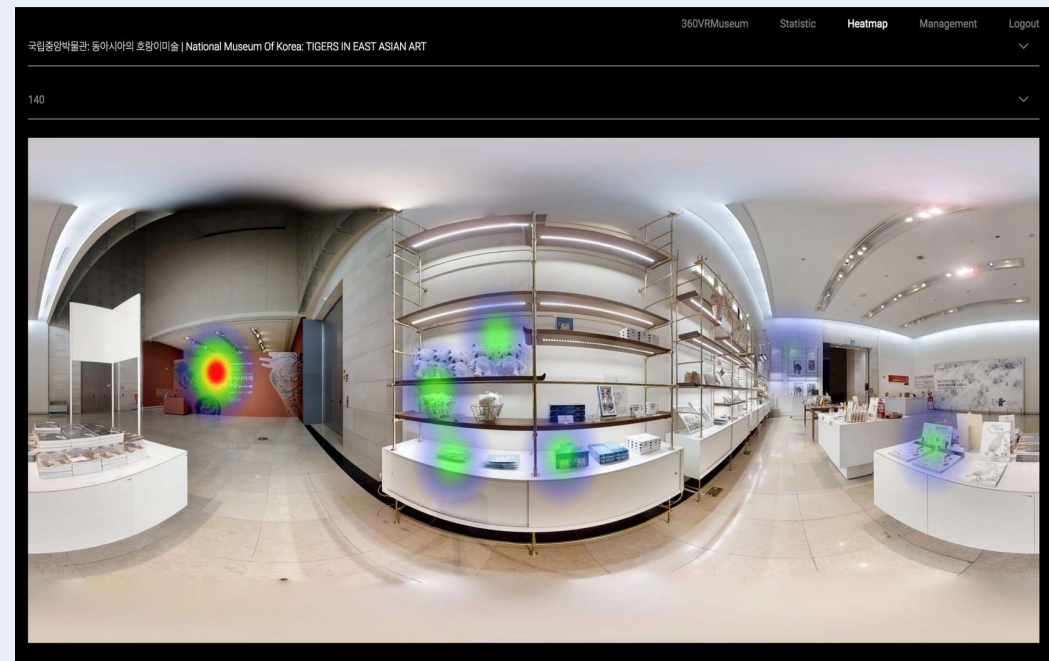 360VRMuseum Statistic Heatmap Management Logout
국립중앙박물관: 동아시아의 호랑이미술 | National Museum Of Korea: TIGERS IN EAST ASIAN ART
140